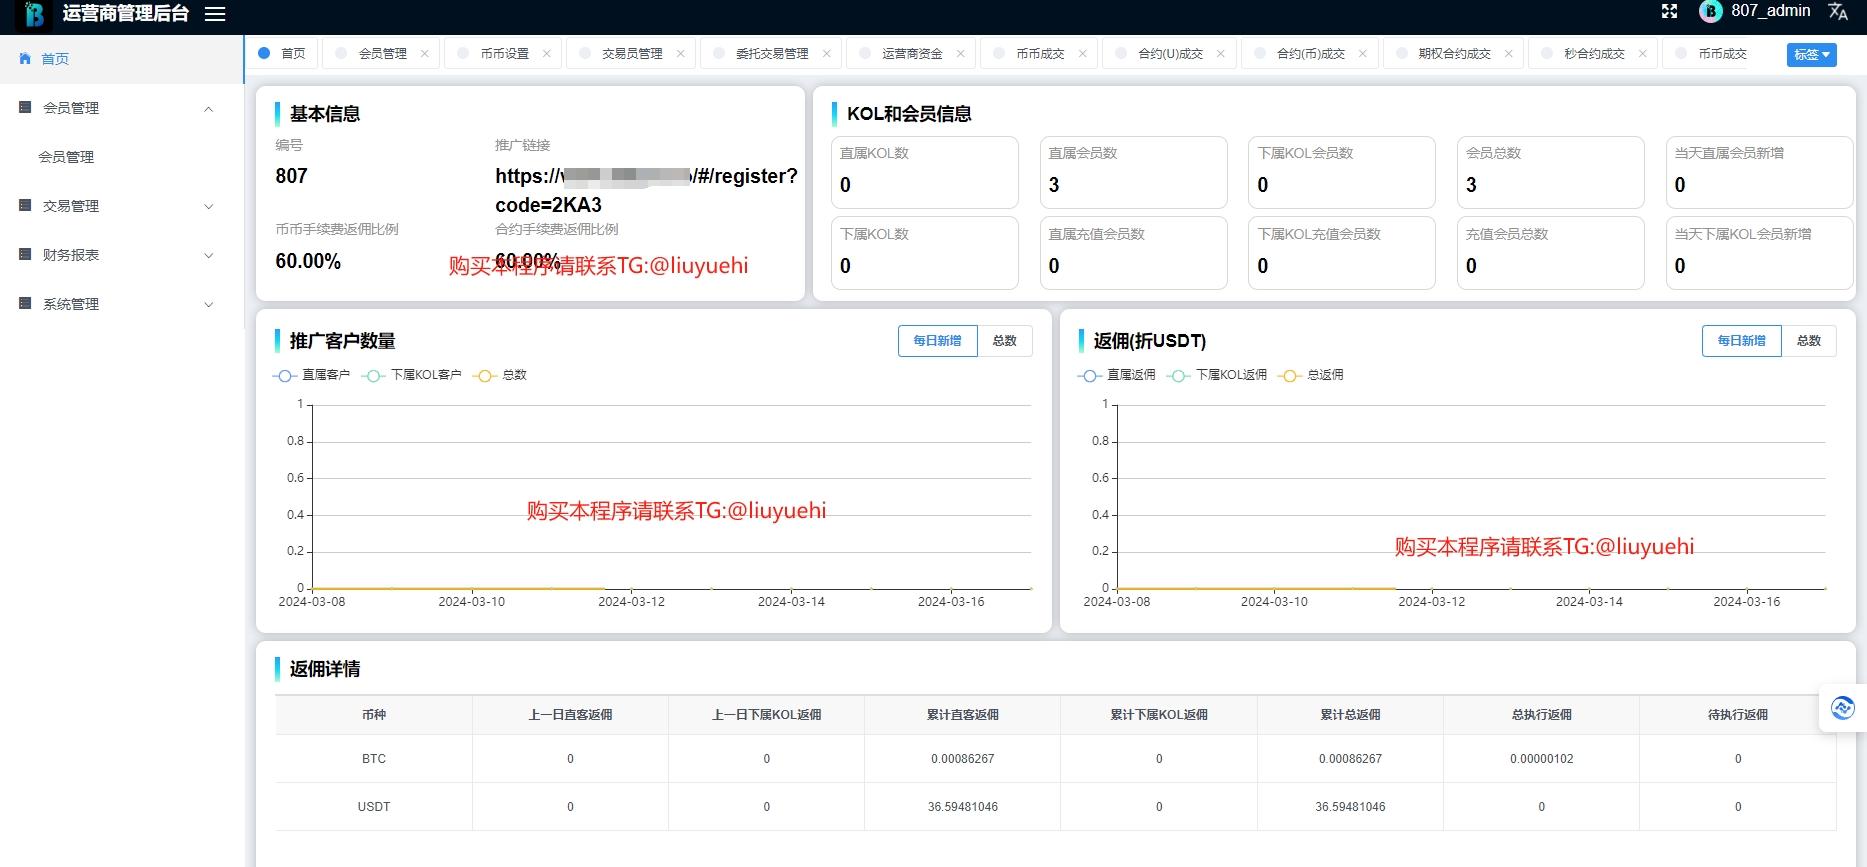 运营商管理后台
807_admin
首页
会员管理
会员管理
交易管理
财务报表
系统管理
首页 会员管理 币币设置 交易员管理 委托交易管理 运营商资金 币币成交 合约(U)成交 合约(币)成交 期权合约成交 秒合约成交 币币成交 标签
基本信息
编号 推广链接
807 https://
/#/register?
code=2KA3
币币手续费返佣比例 合约手续费返佣比例
60.00% 60.00%
购买本程序请联系TG:@liuyuehi
KOL和会员信息
直属KOL数 直属会员数 下属KOL会员数 会员总数 当天直属会员新增
0 3 0 3 0
下属KOL数 直属充值会员数 下属KOL充值会员数 充值会员总数 当天下属KOL会员新增
0 0 0 0 0
推广客户数量 每日新增 总数
直属客户 下属KOL客户 总数
1
0.8
0.6
0.4
0.2
0
2024-03-08 2024-03-10 2024-03-12 2024-03-14 2024-03-16
购买本程序请联系TG:@liuyuehi
返佣(折USDT) 每日新增 总数
直属返佣 下属KOL返佣 总返佣
1
0.8
0.6
0.4
0.2
0
2024-03-08 2024-03-10 2024-03-12 2024-03-14 2024-03-16
购买本程序请联系TG:@liuyuehi
返佣详情
币种 上一日直客返佣 上一日下属KOL返佣 累计直客返佣 累计下属KOL返佣 累计总返佣 总执行返佣 待执行返佣
BTC 0 0 0.00086267 0 0.00086267 0.00000102 0
USDT 0 0 36.59481046 0 36.59481046 0 0